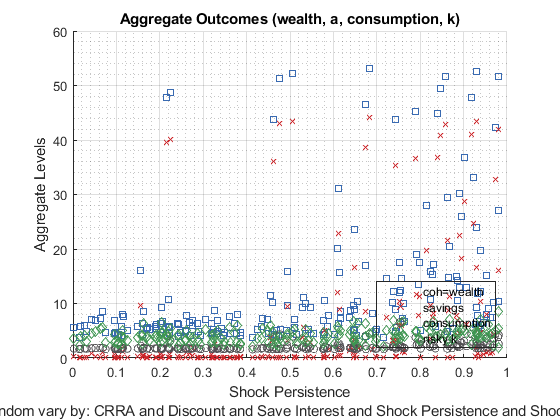 Aggregate Outcomes (wealth, a, consumption, k)
60
50
40
30
20
10
0
Aggregate Levels
coh=wealth
savings
consumption
risky k
0 0.1 0.2 0.3 0.4 0.5 0.6 0.7 0.8 0.9 1
Shock Persistence
vary by: CRRA and Discount and Save Interest and Shock Persistence and